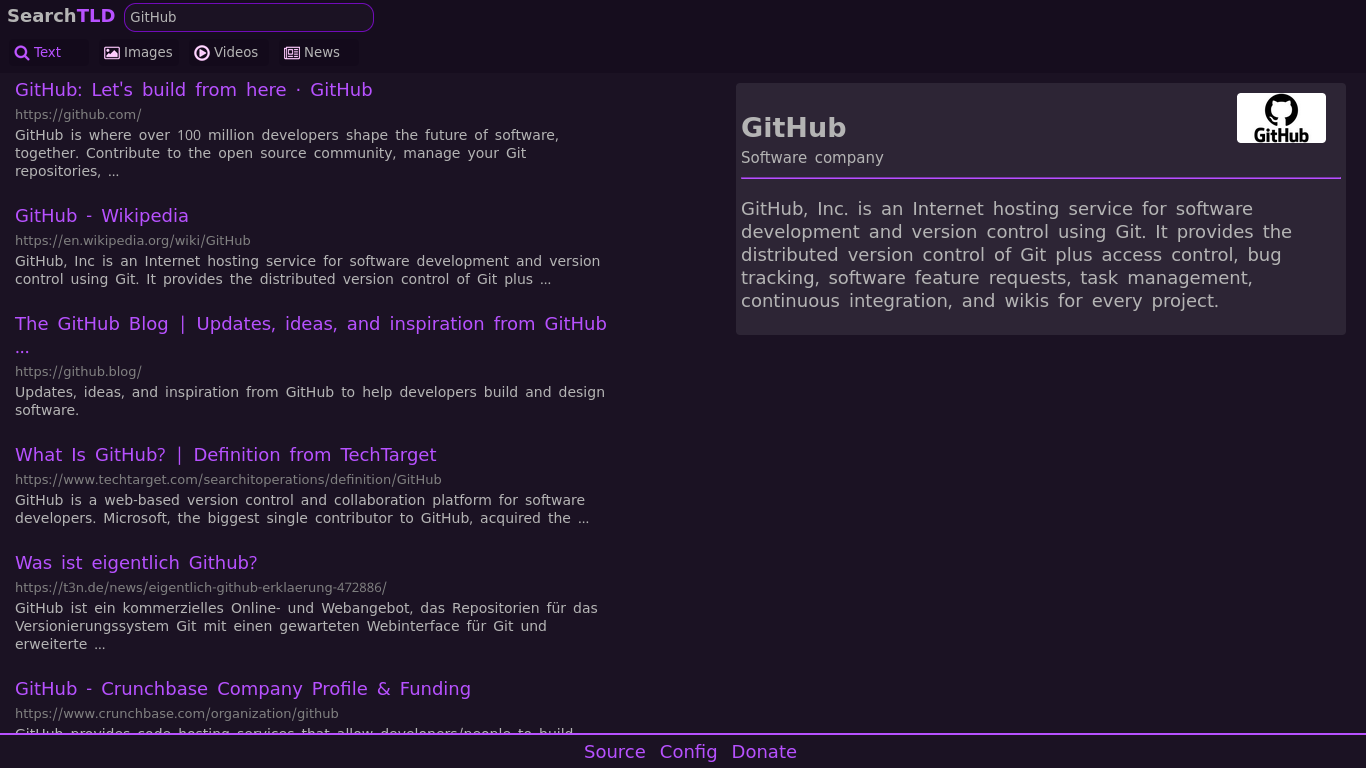 SearchTLD
GitHub
Text
Images
Videos
News
GitHub: Let's build from here · GitHub
https://github.com/
GitHub is where over 100 million developers shape the future of software,
together. Contribute to the open source community, manage your Git
repositories, ...
GitHub - Wikipedia
https://en.wikipedia.org/wiki/GitHub
GitHub, Inc is an Internet hosting service for software development and version
control using Git. It provides the distributed version control of Git plus ...
The GitHub Blog | Updates, ideas, and inspiration from GitHub
...
https://github.blog/
Updates, ideas, and inspiration from GitHub to help developers build and design
software.
What Is GitHub? | Definition from TechTarget
https://www.techtarget.com/searchitoperations/definition/GitHub
GitHub is a web-based version control and collaboration platform for software
developers. Microsoft, the biggest single contributor to GitHub, acquired the ...
Was ist eigentlich Github?
https://t3n.de/news/eigentlich-github-erklaerung-472886/
GitHub ist ein kommerzielles Online- und Webangebot, das Repositorien für das
Versionierungssystem Git mit einen gewarteten Webinterface für Git und
erweiterte ...
GitHub - Crunchbase Company Profile & Funding
https://www.crunchbase.com/organization/github
GitHub provides code hosting services that allow developers/people to build
GitHub
GitHub
Software company
GitHub, Inc. is an Internet hosting service for software
development and version control using Git. It provides the
distributed version control of Git plus access control, bug
tracking, software feature requests, task management,
continuous integration, and wikis for every project.
Source Config Donate